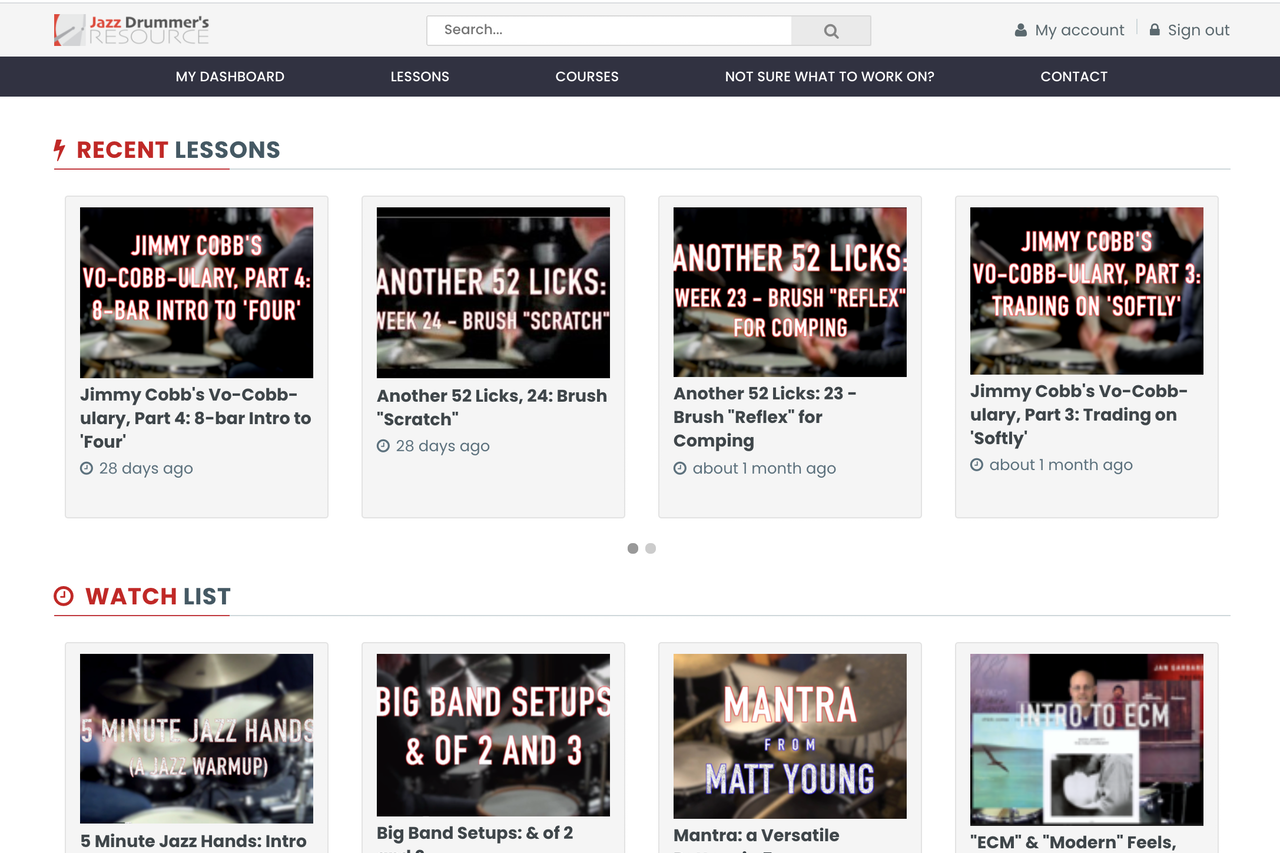 Jazz Drummer's
RESOURCE
Search...
My account
Sign out
MY DASHBOARD
LESSONS
COURSES
NOT SURE WHAT TO WORK ON?
CONTACT
RECENT LESSONS
JIMMY COBB'S
VO-COBB-ULARY, PART 4:
8-BAR INTRO TO 'FOUR'
Jimmy Cobb's Vo-Cobb-
ulary, Part 4: 8-bar Intro to
'Four'
28 days ago
ANOTHER 52 LICKS:
WEEK 24 - BRUSH "SCRATCH"
Another 52 Licks, 24: Brush
"Scratch"
28 days ago
ANOTHER 52 LICKS:
WEEK 23 - BRUSH "REFLEX"
FOR COMPING
Another 52 Licks: 23 -
Brush "Reflex" for
Comping
about 1 month ago
JIMMY COBB'S
VO-COBB-ULARY, PART 3:
TRADING ON 'SOFTLY'
Jimmy Cobb's Vo-Cobb-
ulary, Part 3: Trading on
'Softly'
about 1 month ago
WATCH LIST
5 MINUTE JAZZ HANDS
(A JAZZ WARMUP)
5 Minute Jazz Hands: Intro
BIG BAND SETUPS
& OF 2 AND 3
Big Band Setups: & of 2
MANTRA
FROM
MATT YOUNG
Mantra: a Versatile
JAN GARBAREK
INTRO TO ECM
"ECM" & "Modern" Feels,